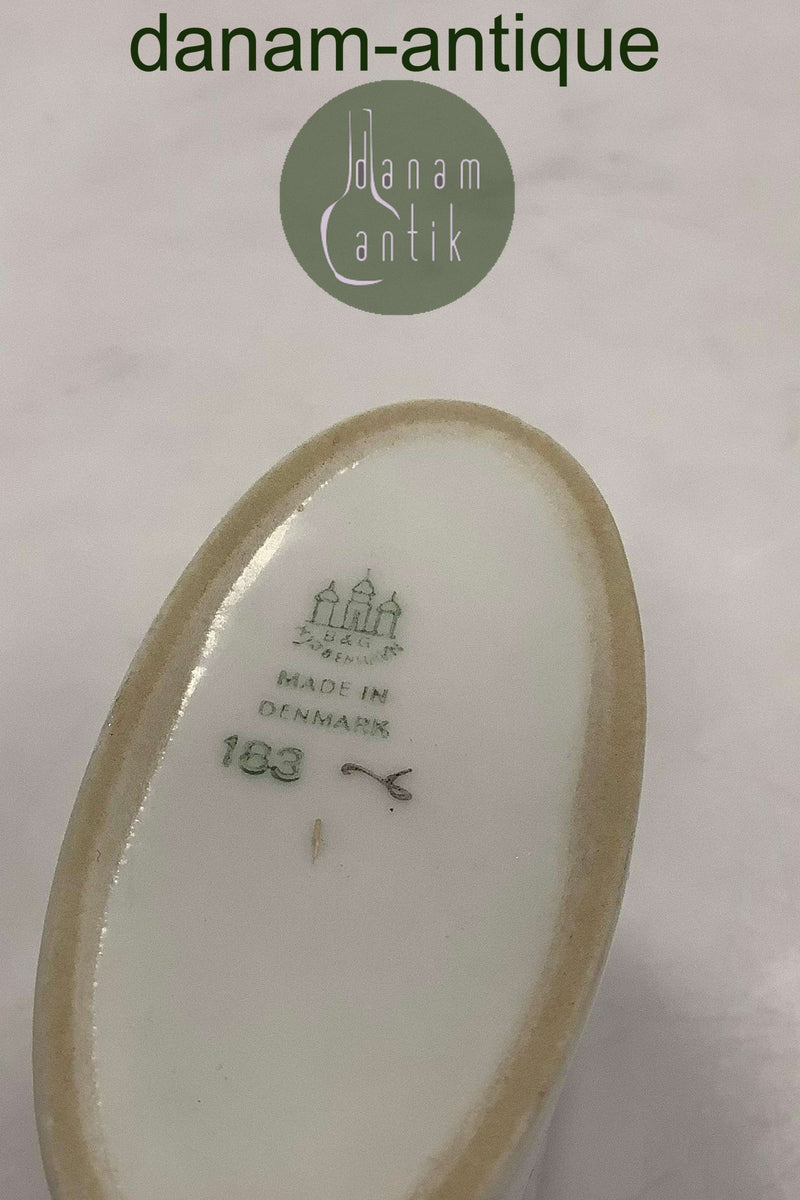 danam-antique
danam
antik
B & G
MADE IN
DENMARK
183